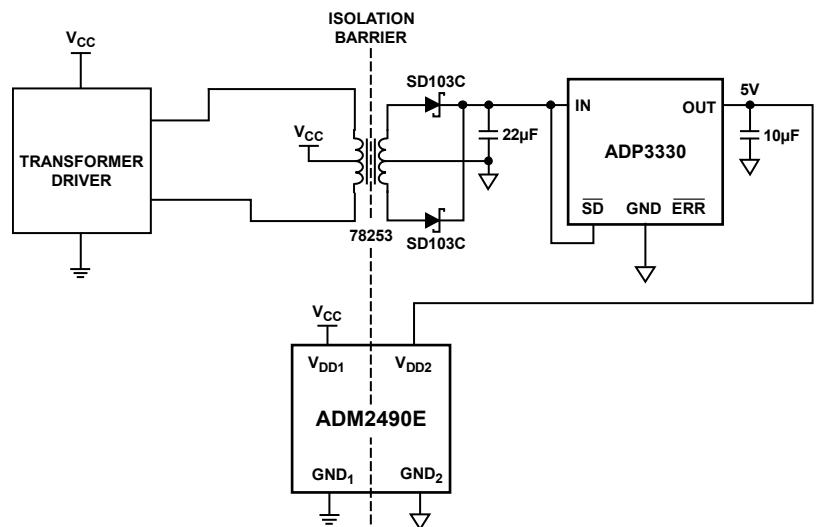 ISOLATION
BARRIER
VCC
SD103C
5V
IN
OUT
VCC
22µF
10µF
TRANSFORMER
DRIVER
ADP3330
SD
GND
ERR
78253
SD103C
VCC
VDD1
VDD2
ADM2490E
GND1
GND2